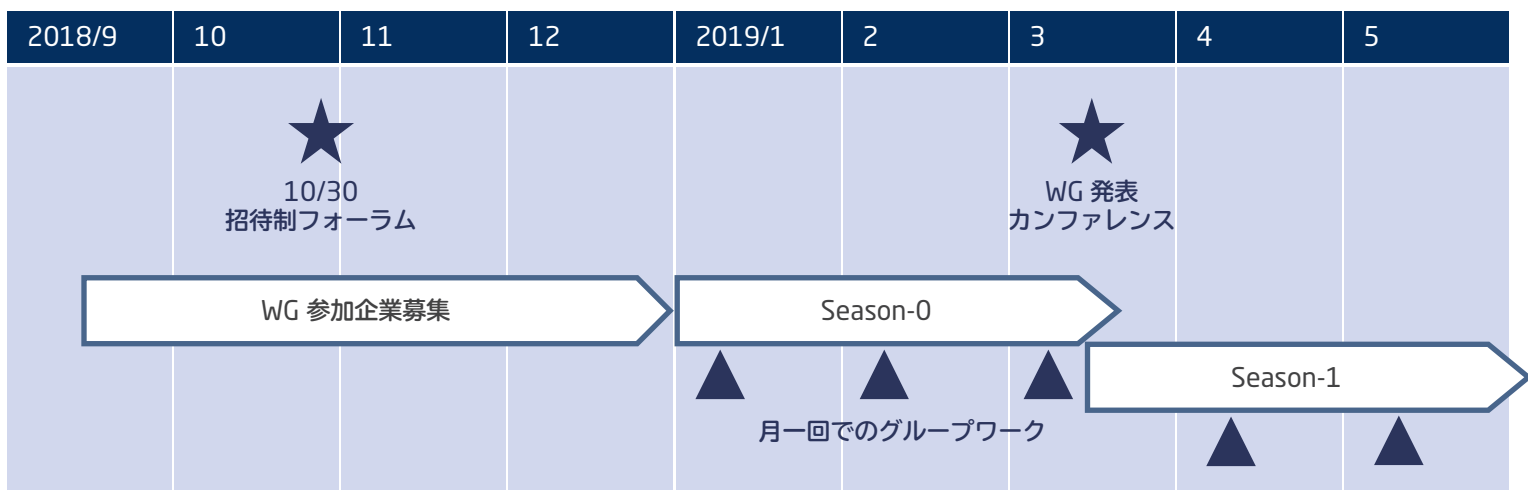 2018/9
10
11
12
2019/1
2
3
4
5
10/30
招待制フォーラム
WG 発表
カンファレンス
WG 参加企業募集
Season-0
Season-1
月一回でのグループワーク